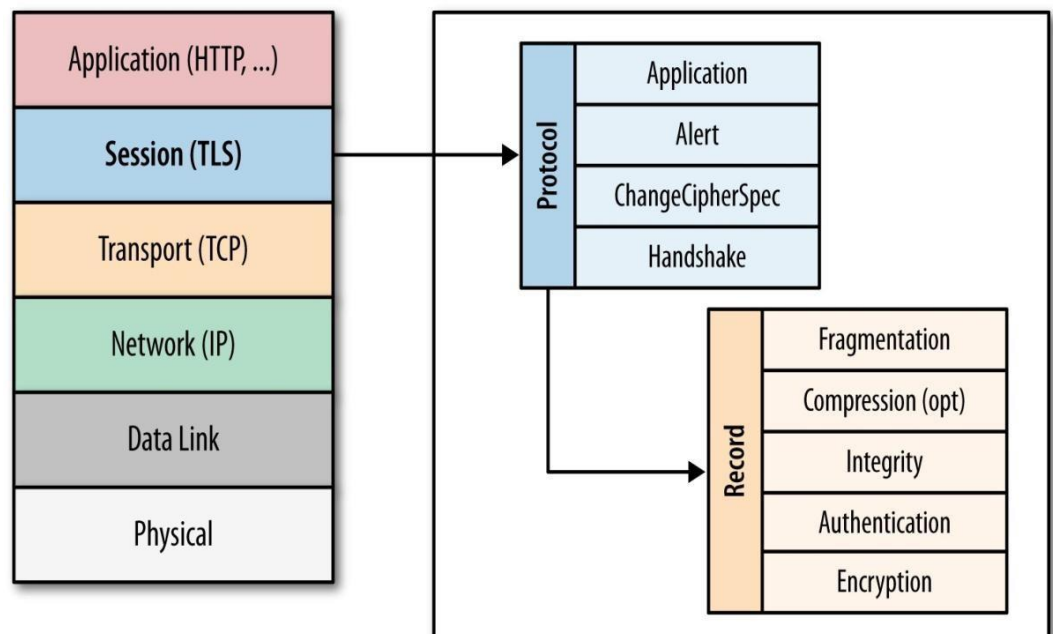 Application (HTTP, ...)
Session (TLS)
Transport (TCP)
Network (IP)
Data Link
Physical
Protocol
Application
Alert
ChangeCipherSpec
Handshake
Record
Fragmentation
Compression (opt)
Integrity
Authentication
Encryption